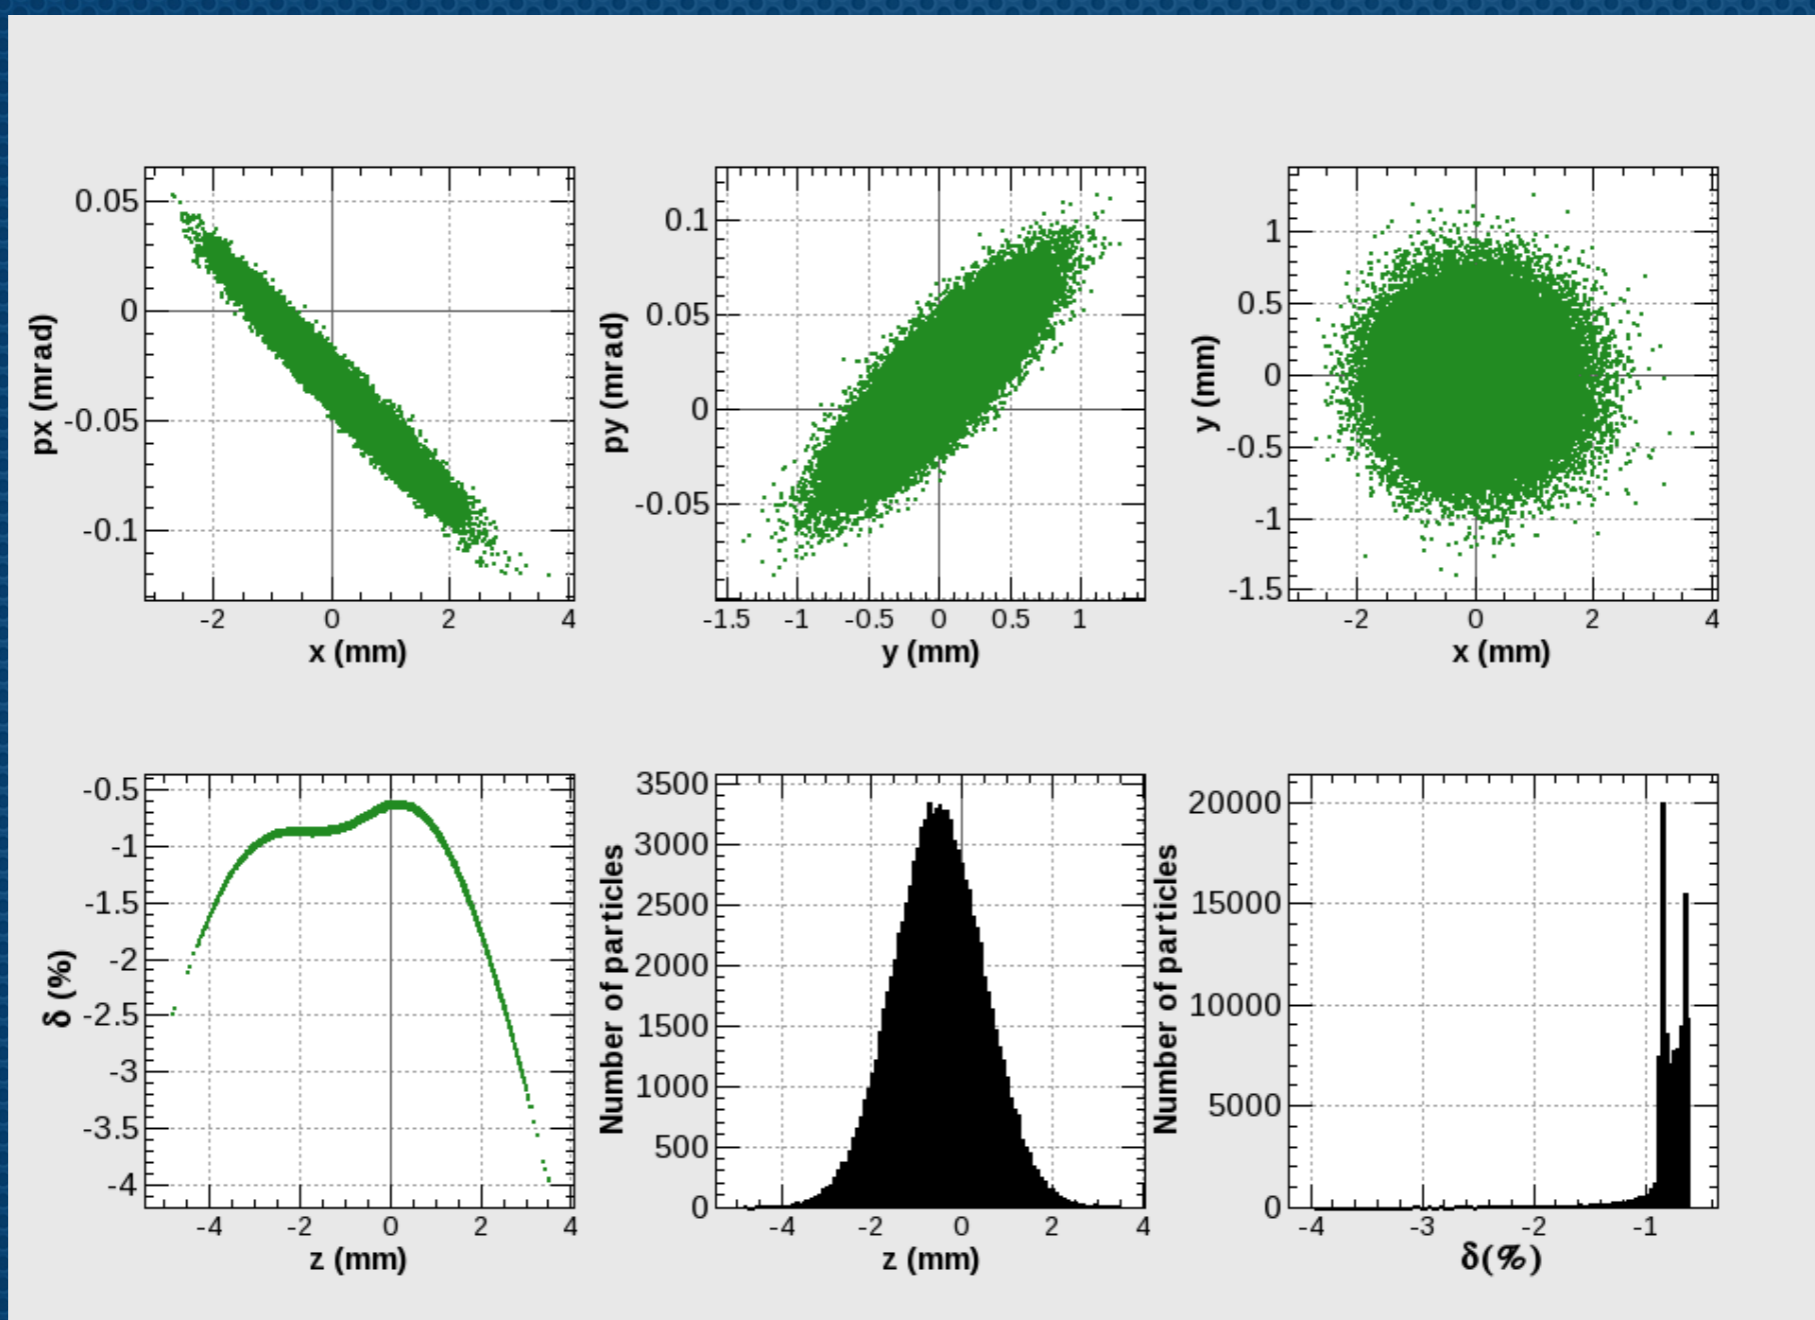 0.05
0
-0.05
-0.1
px (mrad)
-2 0 2 4
x (mm)
0.1
0.05
0
-0.05
py (mrad)
-1.5 -1 -0.5 0 0.5 1
y (mm)
1
0.5
0
-0.5
-1
-1.5
y (mm)
-2 0 2 4
x (mm)
-0.5
-1
-1.5
-2
-2.5
-3
-3.5
-4
δ (%)
-4 -2 0 2 4
z (mm)
3500
3000
2500
2000
1500
1000
500
0
Number of particles
-4 -2 0 2 4
z (mm)
20000
15000
10000
5000
0
Number of particles
-4 -3 -2 -1
δ(%)